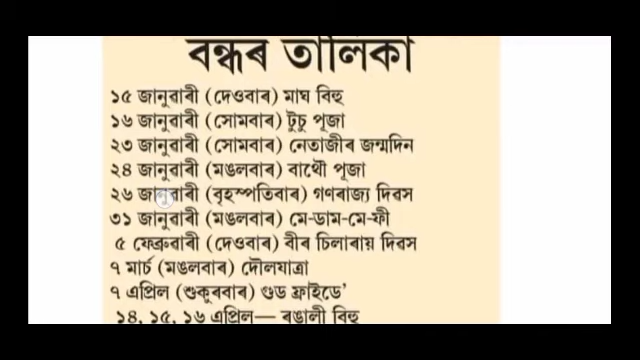 বন্ধৰ তালিকা
১৫ জানুৱাৰী (দেওবাৰ) মাঘ বিহু
১৬ জানুৱাৰী (সোমবাৰ) টুচু পূজা
২৩ জানুৱাৰী (সোমবাৰ) নেতাজীৰ জন্মদিন
২৪ জানুৱাৰী (মঙলবাৰ) বাথৌ পূজা
২৬ জানুৱাৰী (বৃহস্পতিবাৰ) গণৰাজ্য দিৱস
৩১ জানুৱাৰী (মঙলবাৰ) মে-ডাম-মে-ফী
৫ ফেব্ৰুৱাৰী (দেওবাৰ) বীৰ চিলাৰায় দিৱস
৭ মাৰ্চ (মঙলবাৰ) দৌলযাত্ৰা
৭ এপ্ৰিল (শুকুৰবাৰ) গুড ফ্ৰাইডে'
১৪, ১৫, ১৬ এপ্ৰিল— ৰঙালী বিহু